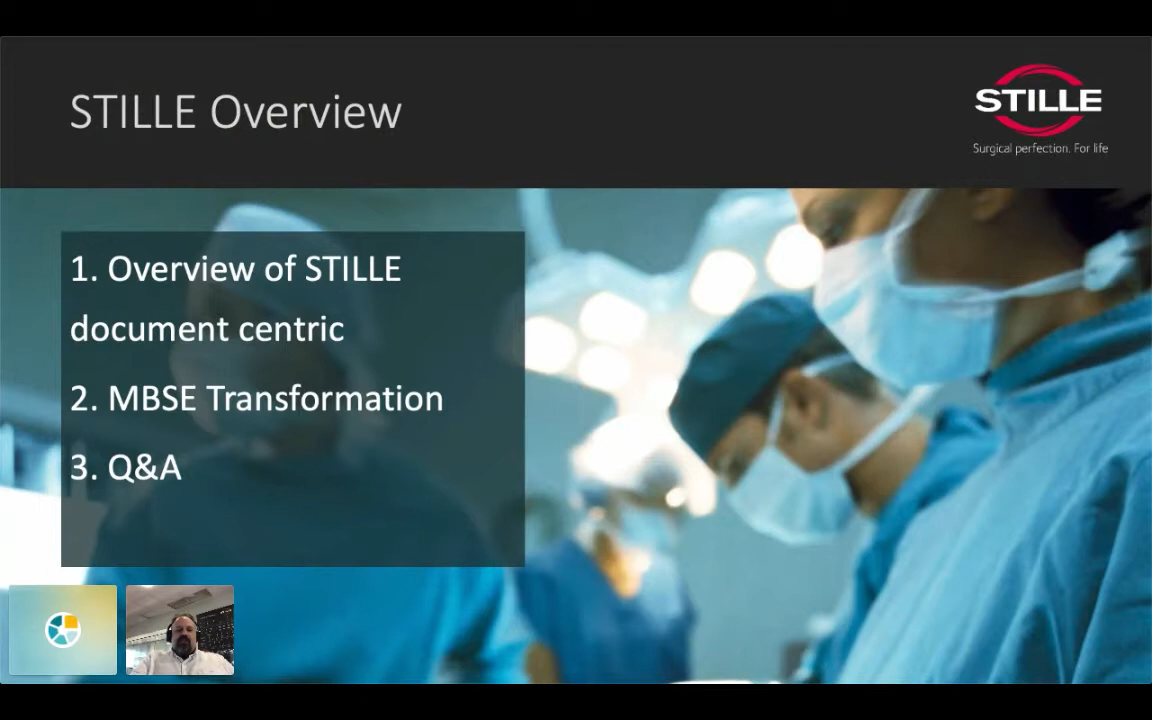 STILLE Overview
STILLE
Surgical perfection. For life
1. Overview of STILLE
document centric
2. MBSE Transformation
3. Q&A